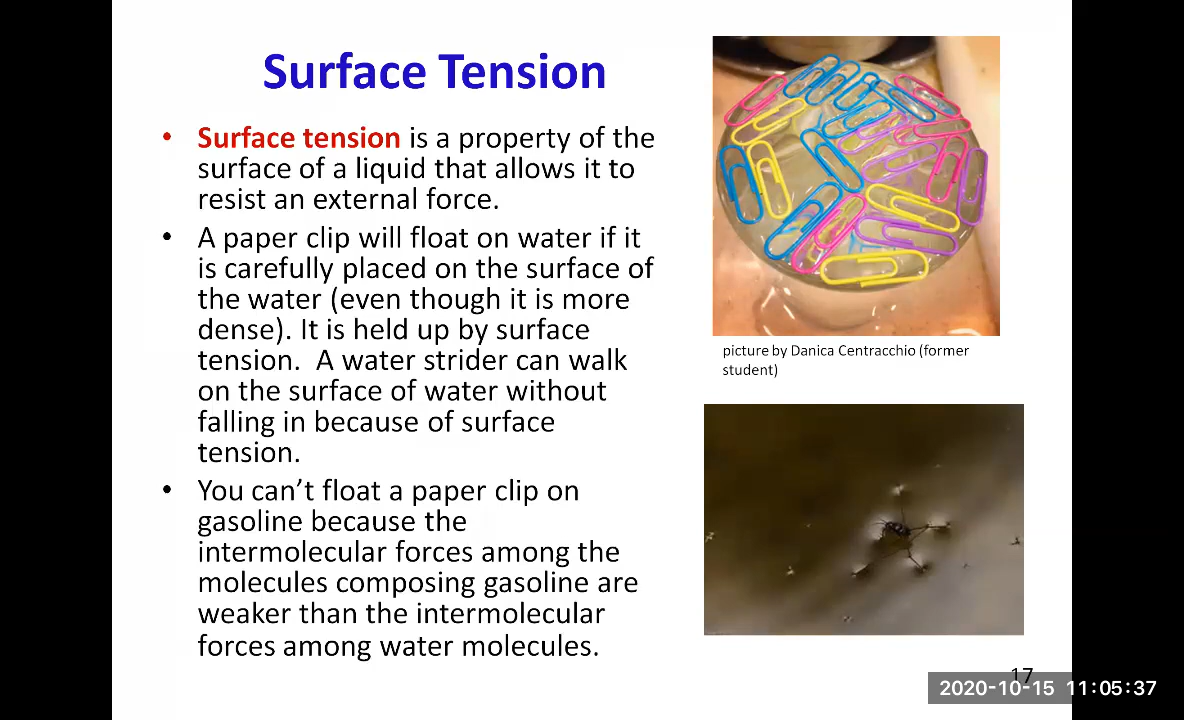 Surface Tension
• Surface tension is a property of the
surface of a liquid that allows it to
resist an external force.
• A paper clip will float on water if it
is carefully placed on the surface of
the water (even though it is more
dense). It is held up by surface
tension.  A water strider can walk
on the surface of water without
falling in because of surface
tension.
• You can’t float a paper clip on
gasoline because the
intermolecular forces among the
molecules composing gasoline are
weaker than the intermolecular
forces among water molecules.
picture by Danica Centracchio (former
student)
17
2020-10-15 11:05:37